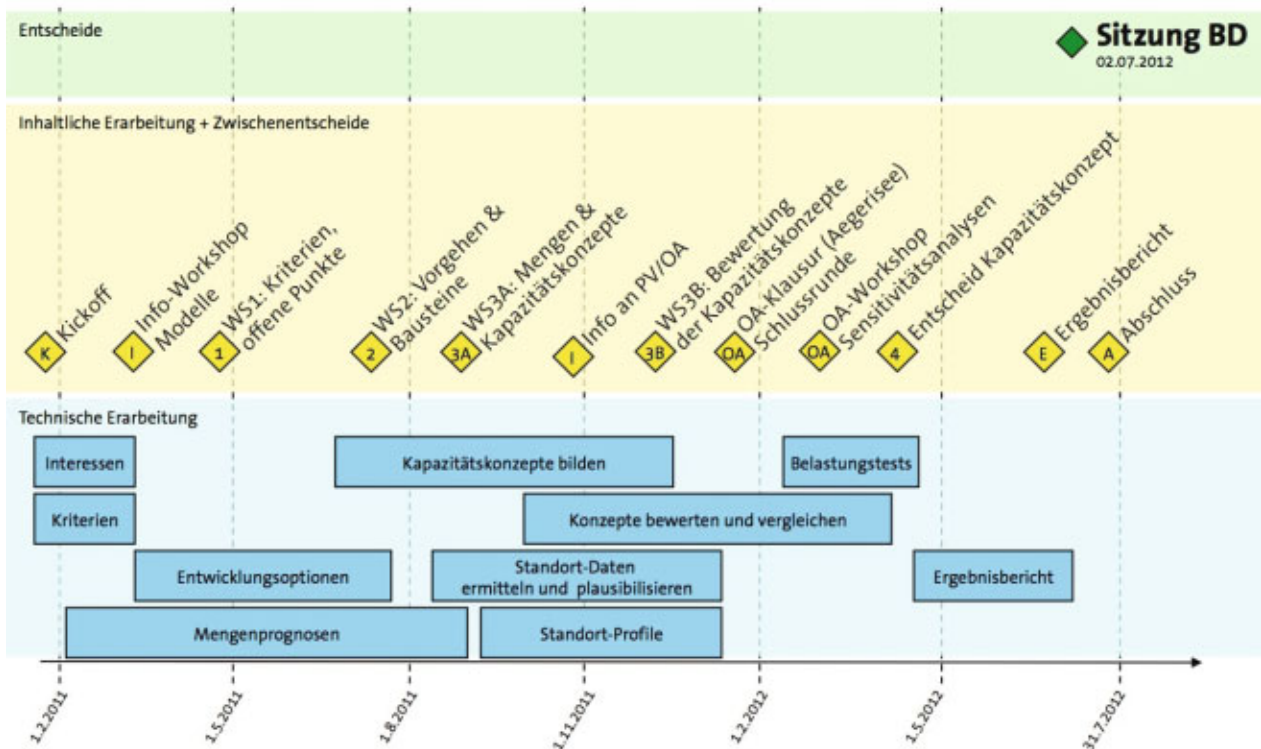 Entscheide
Sitzung BD
02.07.2012
Inhaltliche Erarbeitung + Zwischenentscheide
K
Kickoff
I
Info-Workshop
Modelle
1
WS1: Kriterien,
offene Punkte
2
WS2: Vorgehen &
Bausteine
3A
WS3A: Mengen &
Kapazitätskonzepte
I
Info an PV/OA
3B
WS3B: Bewertung
der Kapazitätskonzepte
OA
OA-Klausur (Aegerisee)
Schlussrunde
OA
OA-Workshop
Sensitivitätsanalysen
4
Entscheid Kapazitätskonzept
E
Ergebnisbericht
A
Abschluss
Technische Erarbeitung
Interessen
Kapazitätskonzepte bilden
Belastungstests
Kriterien
Konzepte bewerten und vergleichen
Entwicklungsoptionen
Standort-Daten
ermitteln und plausibilisieren
Ergebnisbericht
Mengenprognosen
Standort-Profile
1.2.2011
1.5.2011
1.8.2011
1.11.2011
1.2.2012
1.5.2012
31.7.2012